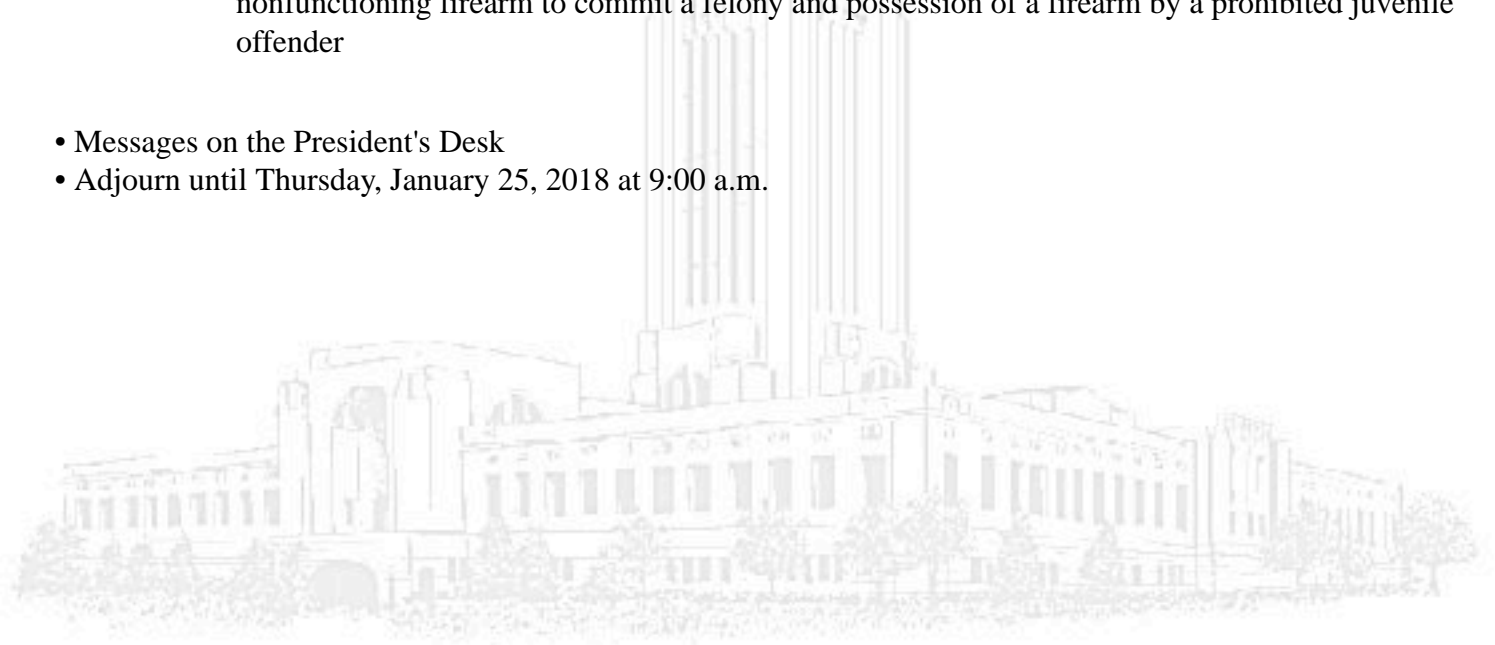 nonfunctioning firearm to commit a felony and possession of a firearm by a prohibited juvenile
offender
• Messages on the President's Desk
• Adjourn until Thursday, January 25, 2018 at 9:00 a.m.